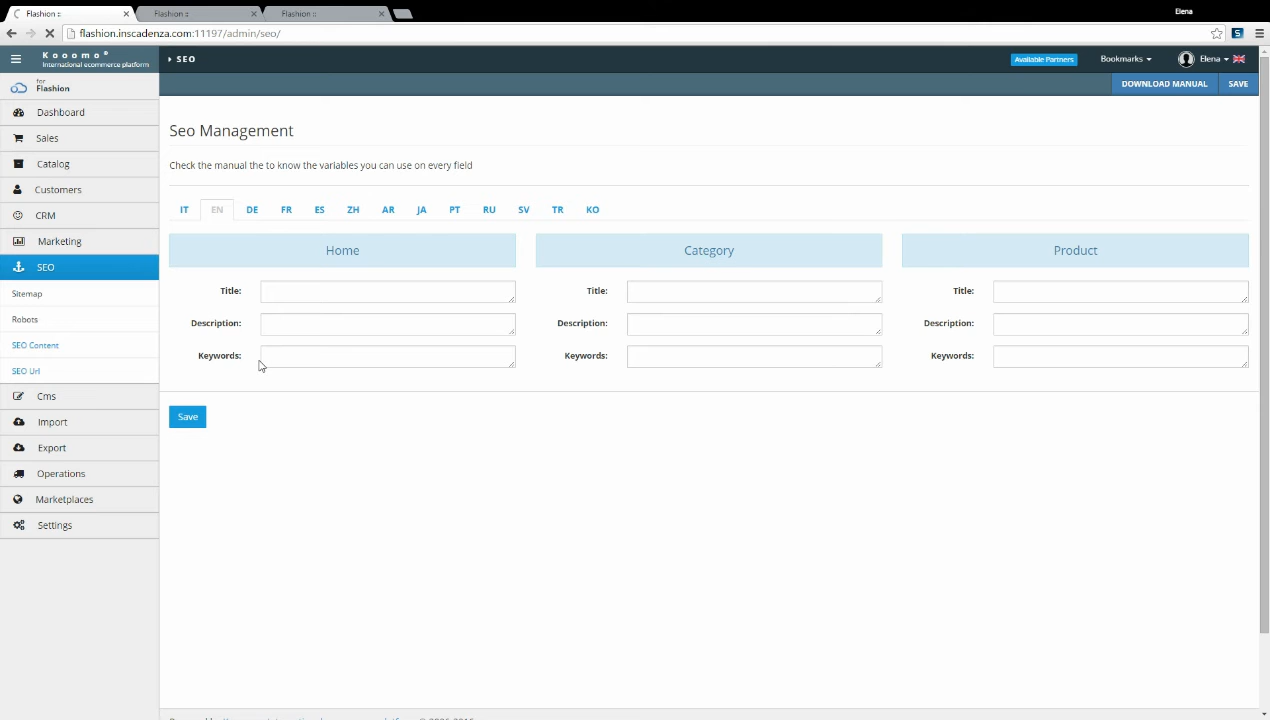 Flashion ::
Flashion ::
Flashion ::
Elena
flashion.inscadenza.com:11197/admin/seo/
Kooomo®
International ecommerce platform
SEO
Available Partners
Bookmarks
Elena
for
Flashion
DOWNLOAD MANUAL
SAVE
Dashboard
Sales
Catalog
Customers
CRM
Marketing
SEO
Sitemap
Robots
SEO Content
SEO Url
Cms
Import
Export
Operations
Marketplaces
Settings
Seo Management
Check the manual the to know the variables you can use on every field
IT EN DE FR ES ZH AR JA PT RU SV TR KO
Home
Title:
Description:
Keywords:
Category
Title:
Description:
Keywords:
Product
Title:
Description:
Keywords:
Save